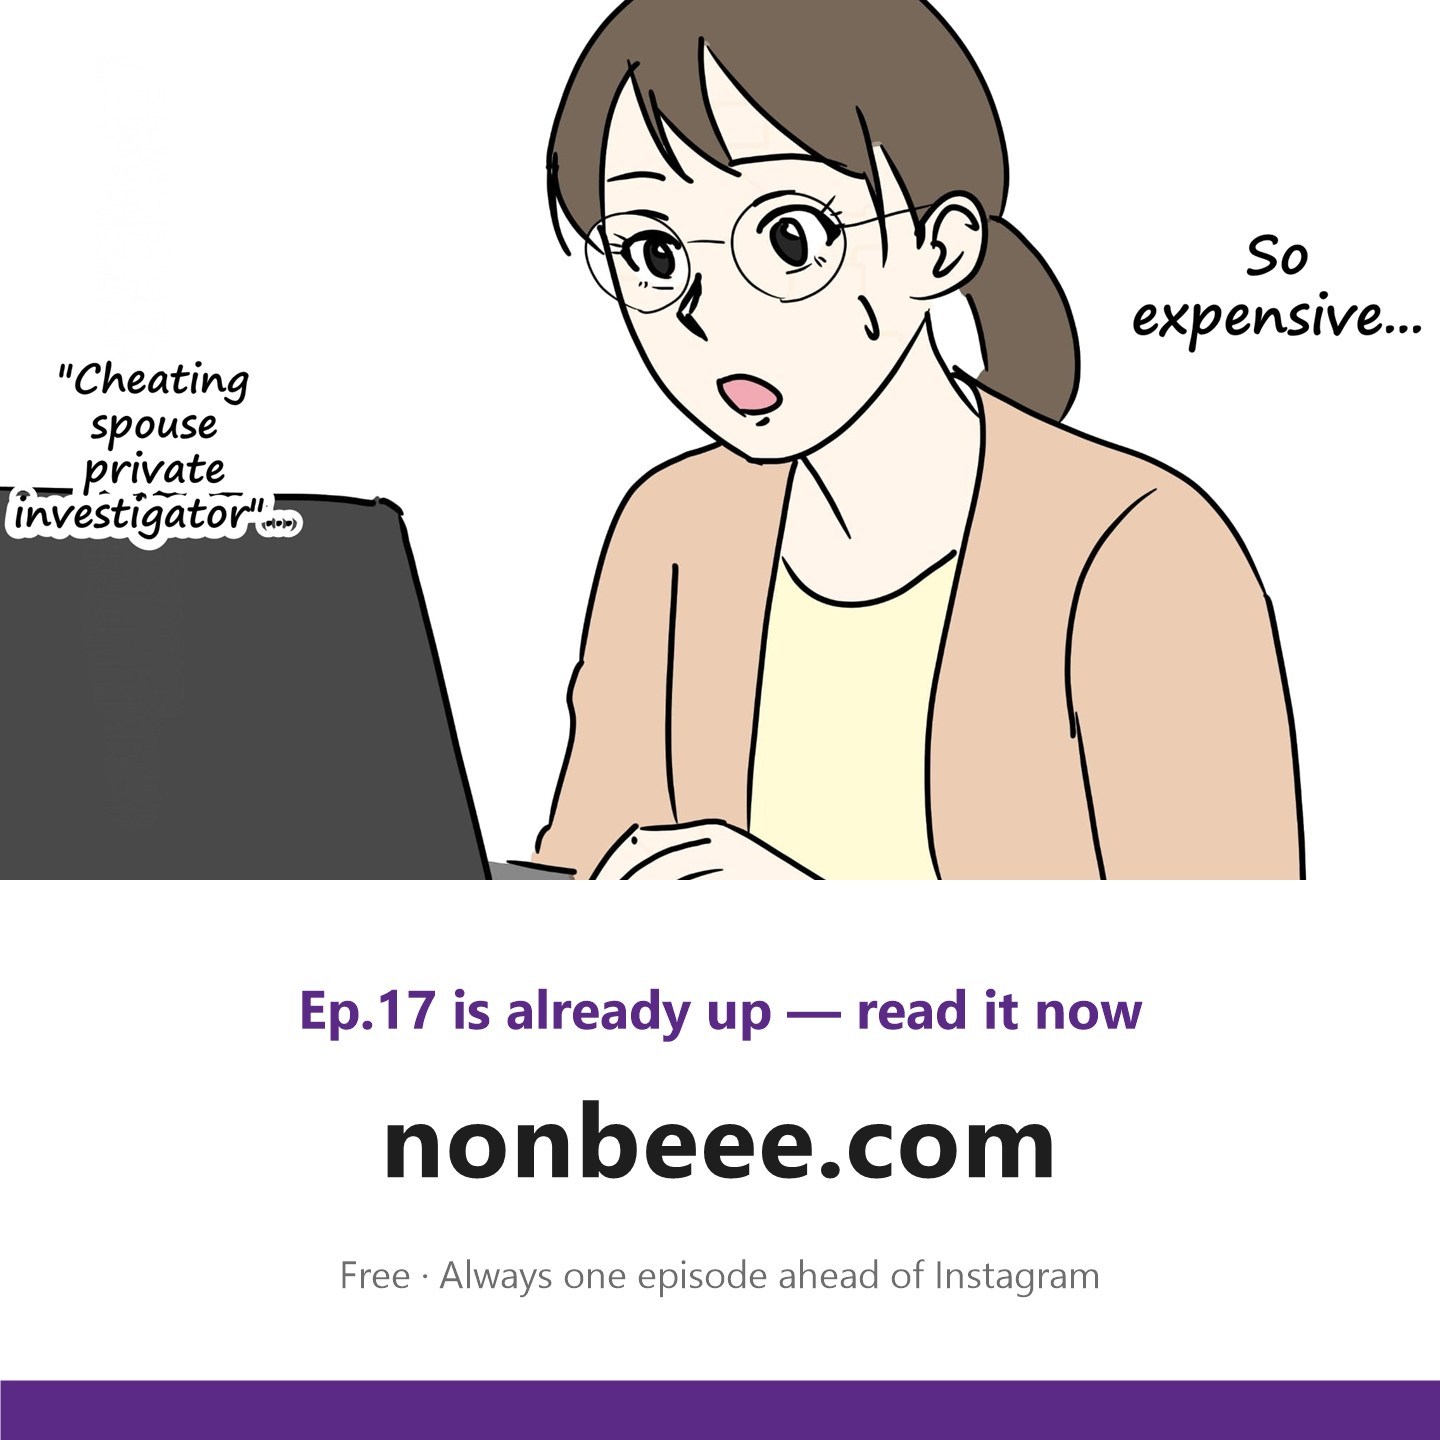 "Cheating
spouse
private
investigator"...
So
expensive...
Ep.17 is already up — read it now
nonbeee.com
Free · Always one episode ahead of Instagram